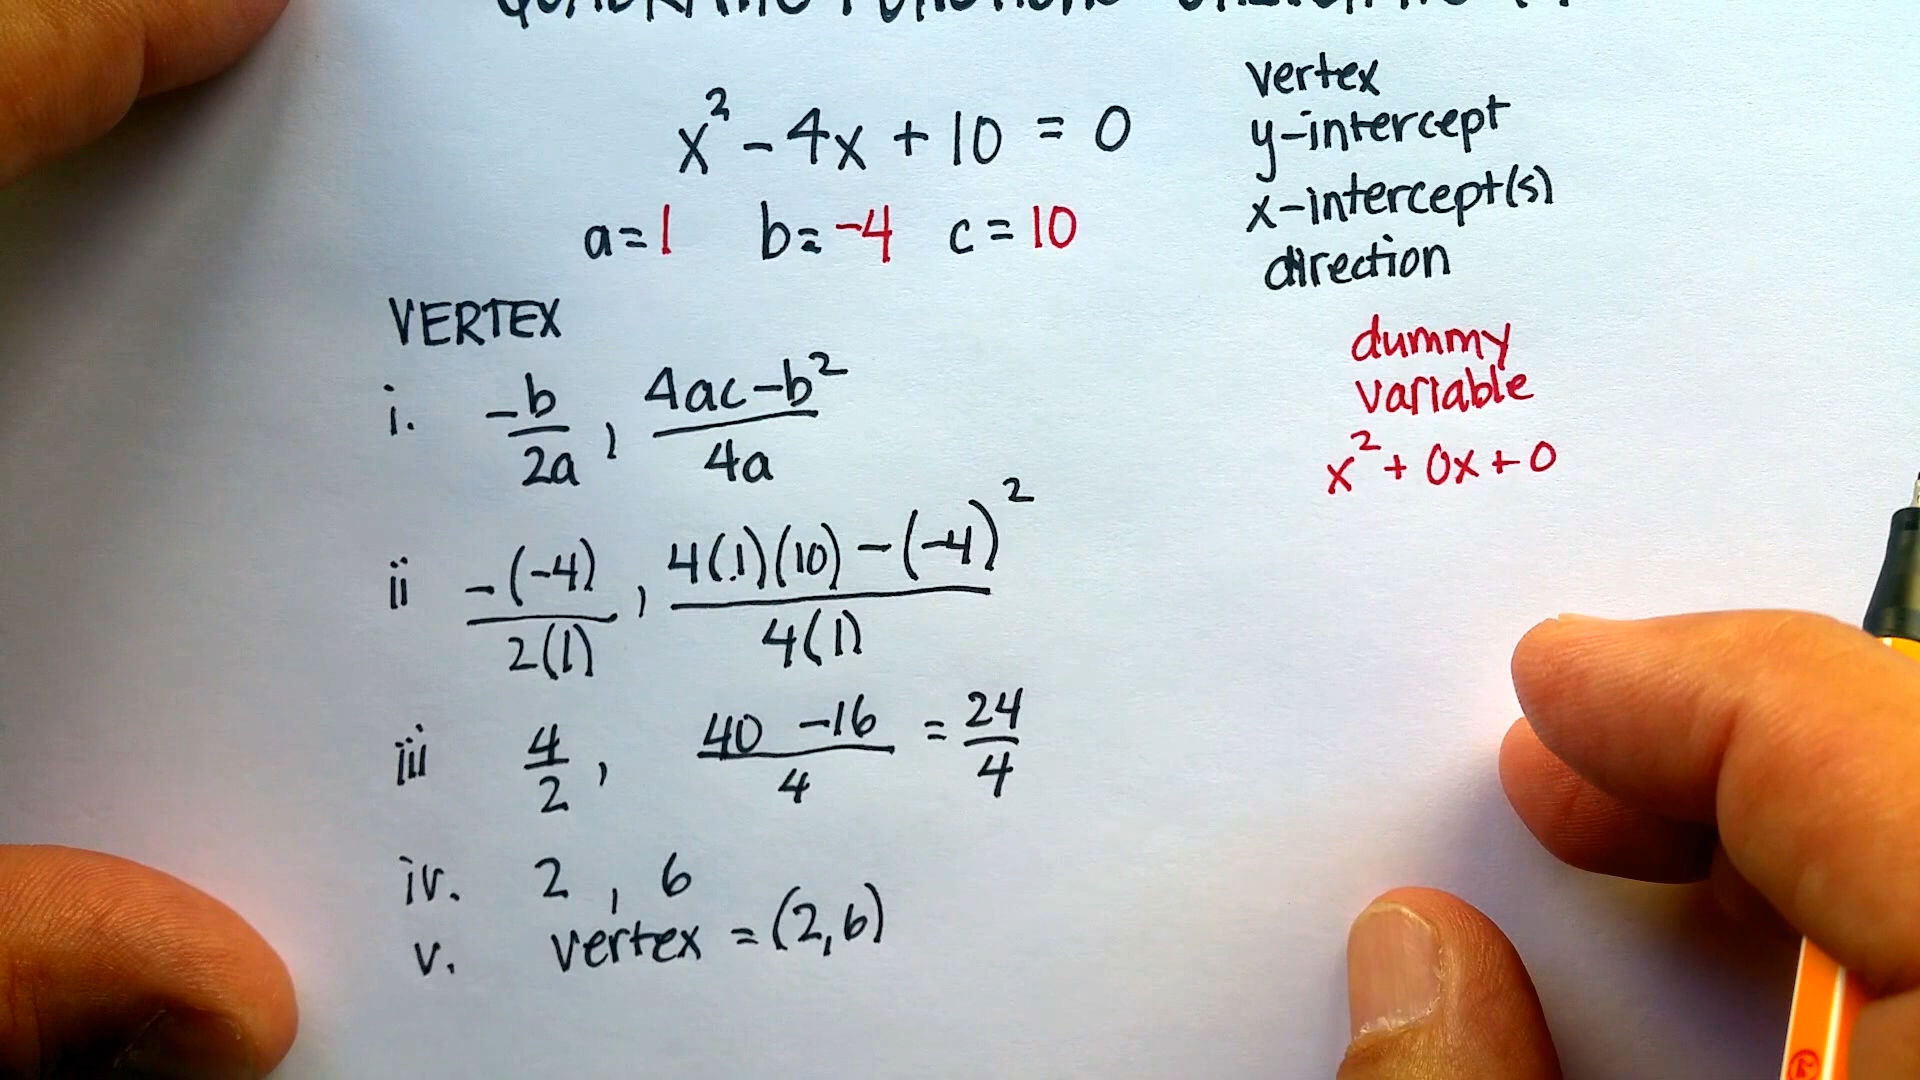 x² - 4x + 10 = 0
a = 1 b = -4 c = 10
vertex
y-intercept
x-intercept(s)
direction
dummy
variable
x² + 0x + 0
VERTEX
i. -b/2a , 4ac-b²/4a
ii -(-4)/2(1) , 4(1)(10) - (-4)²/4(1)
iii 4/2 , 40 - 16/4 = 24/4
iv. 2 , 6
v. vertex = (2,6)